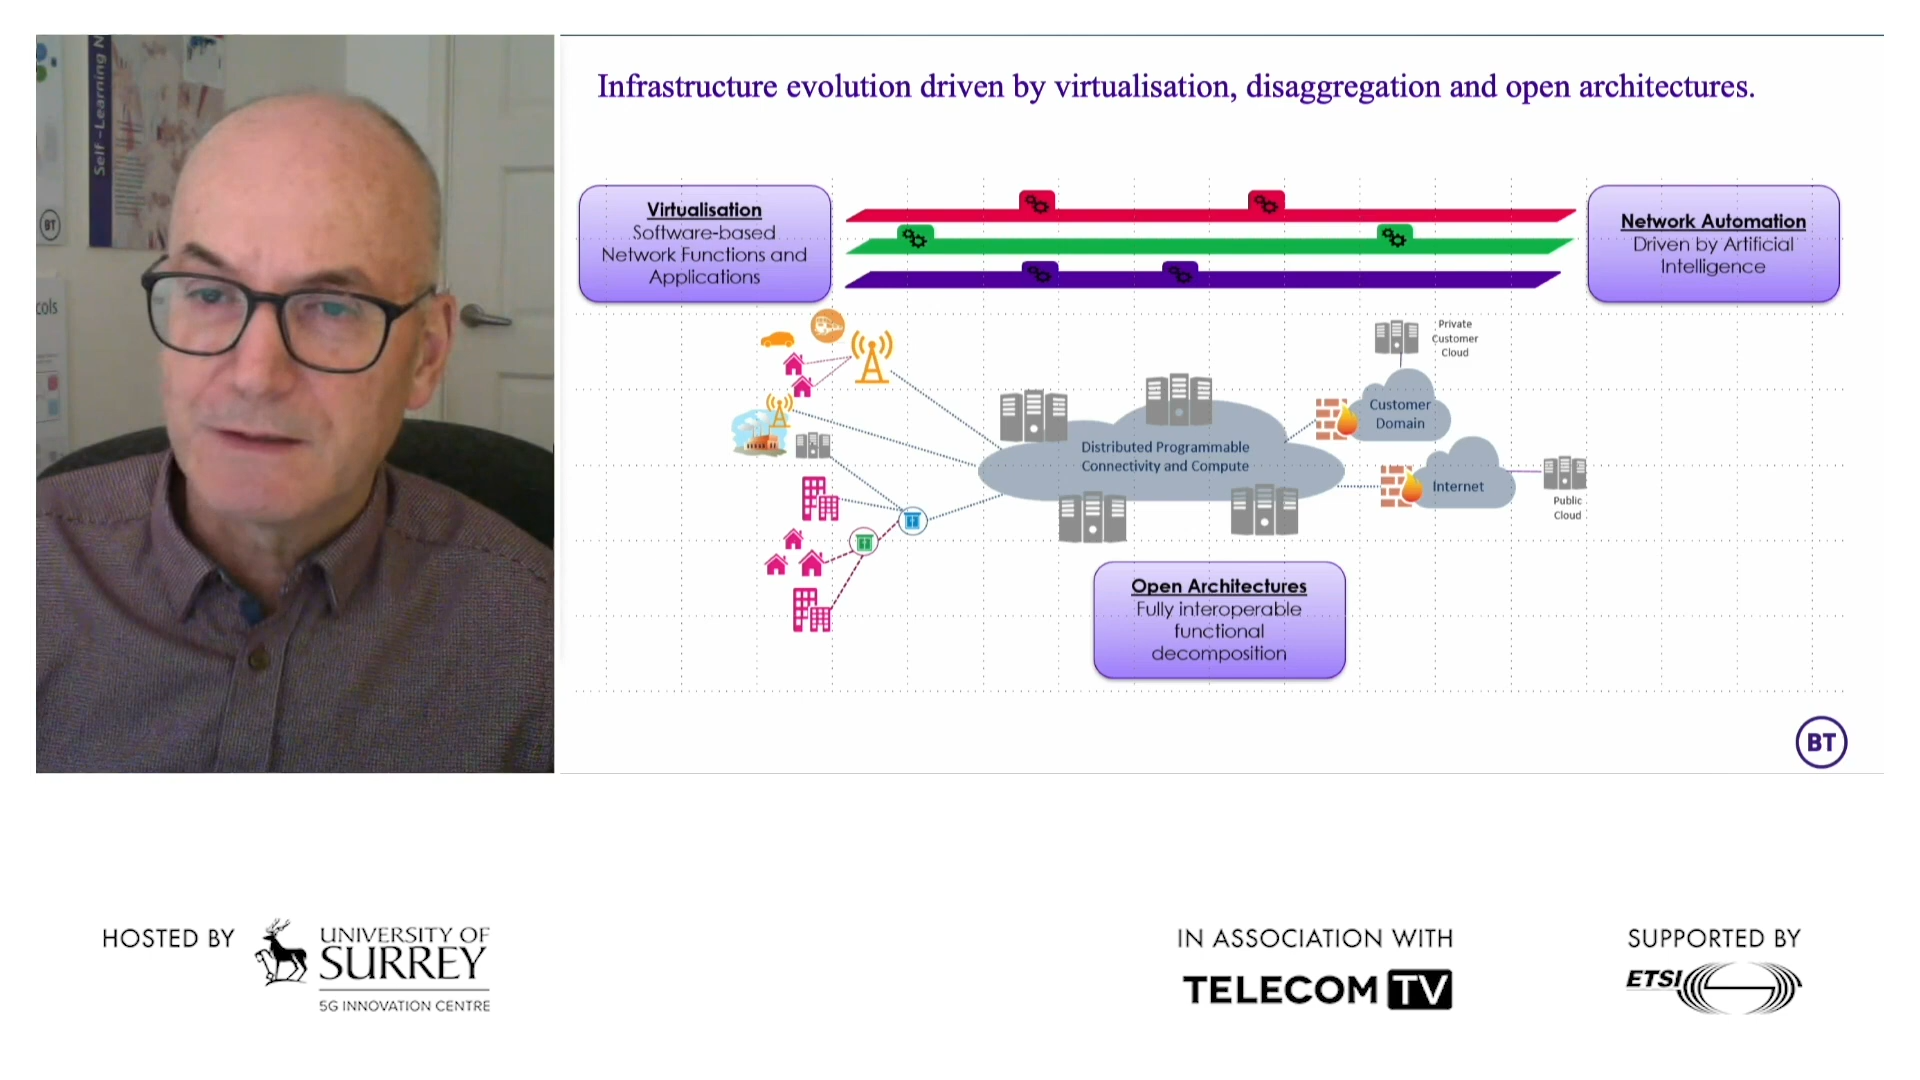 Self-Learning N
BT
cols
Infrastructure evolution driven by virtualisation, disaggregation and open architectures.
Virtualisation
Software-based
Network Functions and
Applications
Network Automation
Driven by Artificial
Intelligence
Private
Customer
Cloud
Customer
Domain
Distributed Programmable
Connectivity and Compute
Internet
Public
Cloud
Open Architectures
Fully interoperable
functional
decomposition
BT
HOSTED BY
UNIVERSITY OF
SURREY
5G INNOVATION CENTRE
IN ASSOCIATION WITH
TELECOM TV
SUPPORTED BY
ETSI